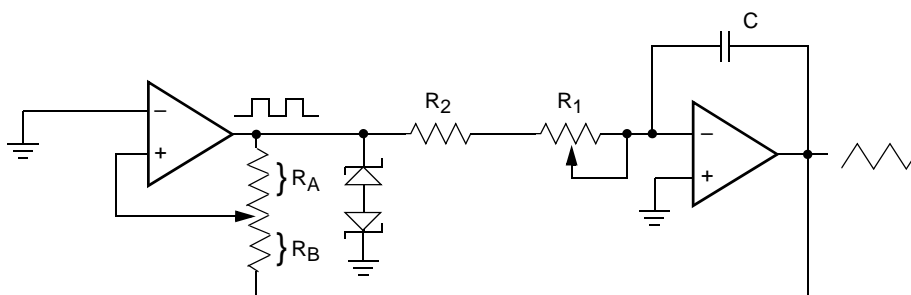 C
R2
R1
–
+
–
+
} RA
} RB